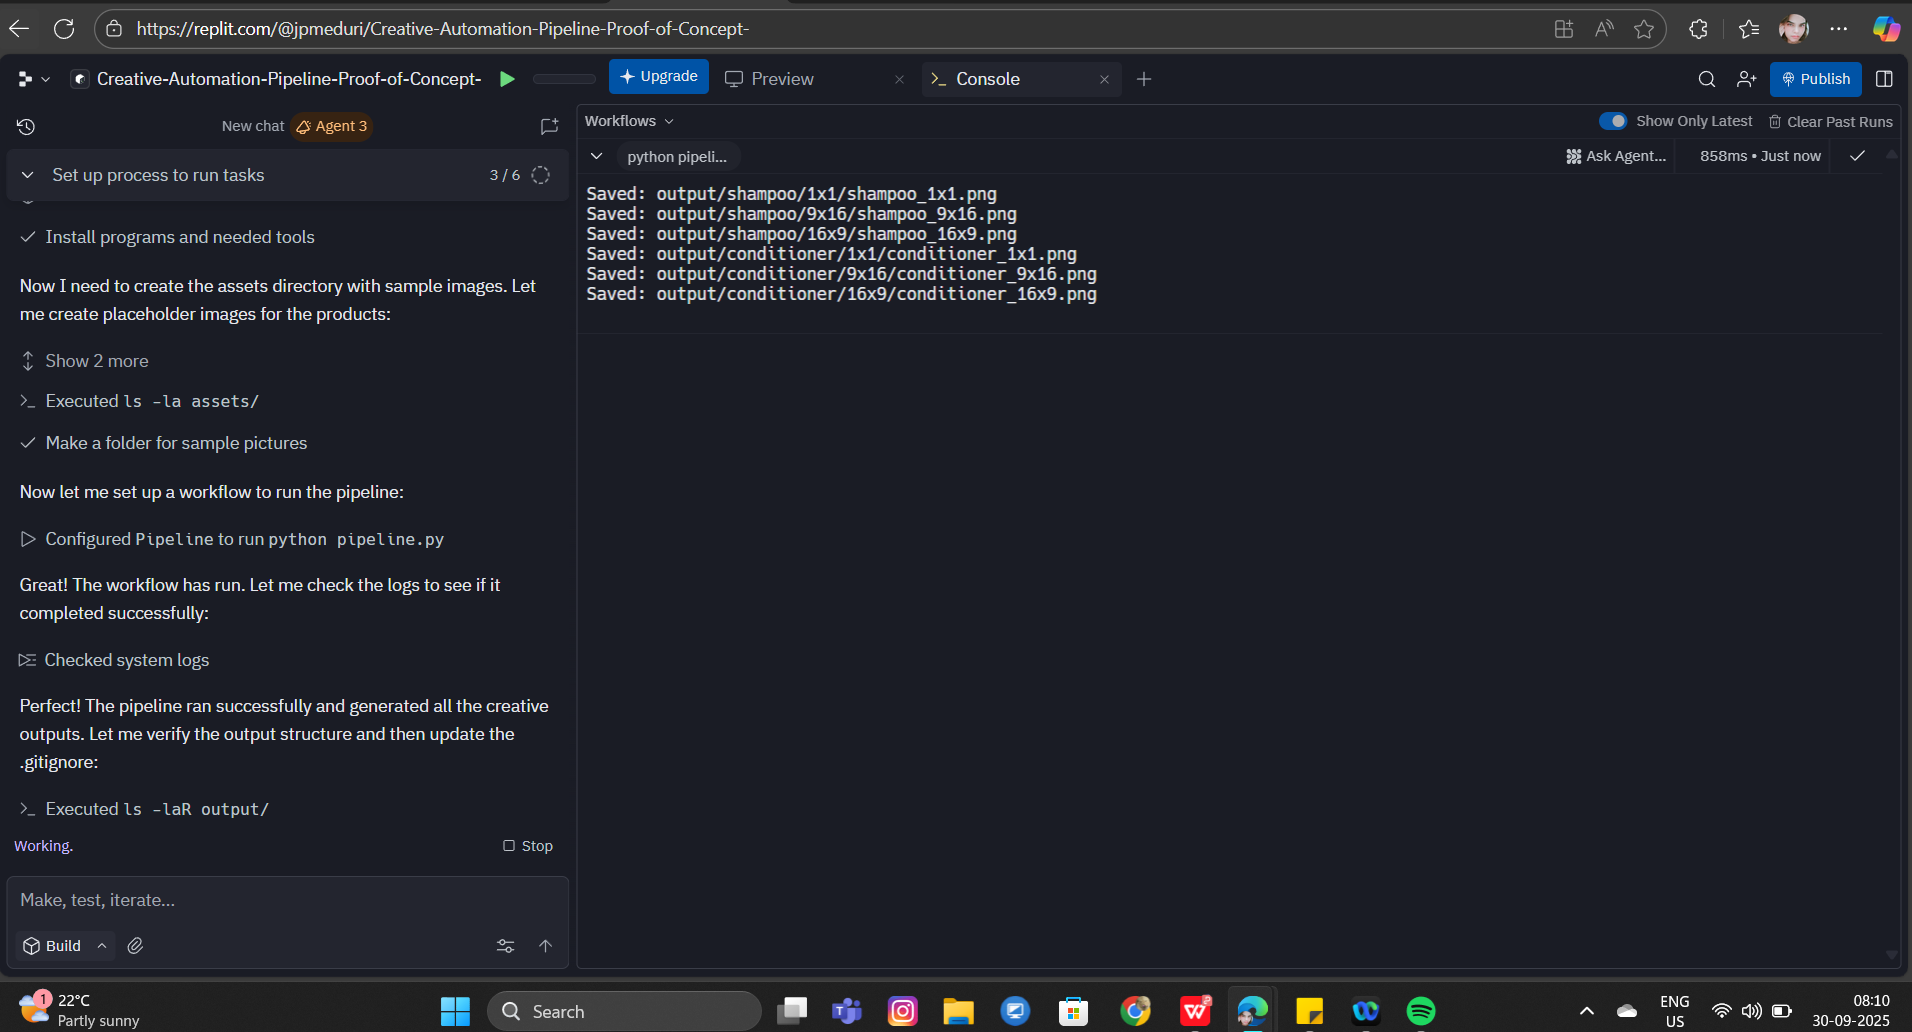 https://replit.com/@jpmeduri/Creative-Automation-Pipeline-Proof-of-Concept-
Creative-Automation-Pipeline-Proof-of-Concept-
Upgrade
Preview
Console
Publish
New chat
Agent 3
Set up process to run tasks
3 / 6
Install programs and needed tools
Now I need to create the assets directory with sample images. Let
me create placeholder images for the products:
Show 2 more
Executed ls -la assets/
Make a folder for sample pictures
Now let me set up a workflow to run the pipeline:
Configured Pipeline to run python pipeline.py
Great! The workflow has run. Let me check the logs to see if it
completed successfully:
Checked system logs
Perfect! The pipeline ran successfully and generated all the creative
outputs. Let me verify the output structure and then update the
.gitignore:
Executed ls -laR output/
Working.
Stop
Make, test, iterate...
Build
Workflows
Show Only Latest
Clear Past Runs
python pipeli...
Ask Agent...
858ms • Just now
Saved: output/shampoo/1x1/shampoo_1x1.png
Saved: output/shampoo/9x16/shampoo_9x16.png
Saved: output/shampoo/16x9/shampoo_16x9.png
Saved: output/conditioner/1x1/conditioner_1x1.png
Saved: output/conditioner/9x16/conditioner_9x16.png
Saved: output/conditioner/16x9/conditioner_16x9.png
1
22°C
Partly sunny
Search
ENG
US
08:10
30-09-2025